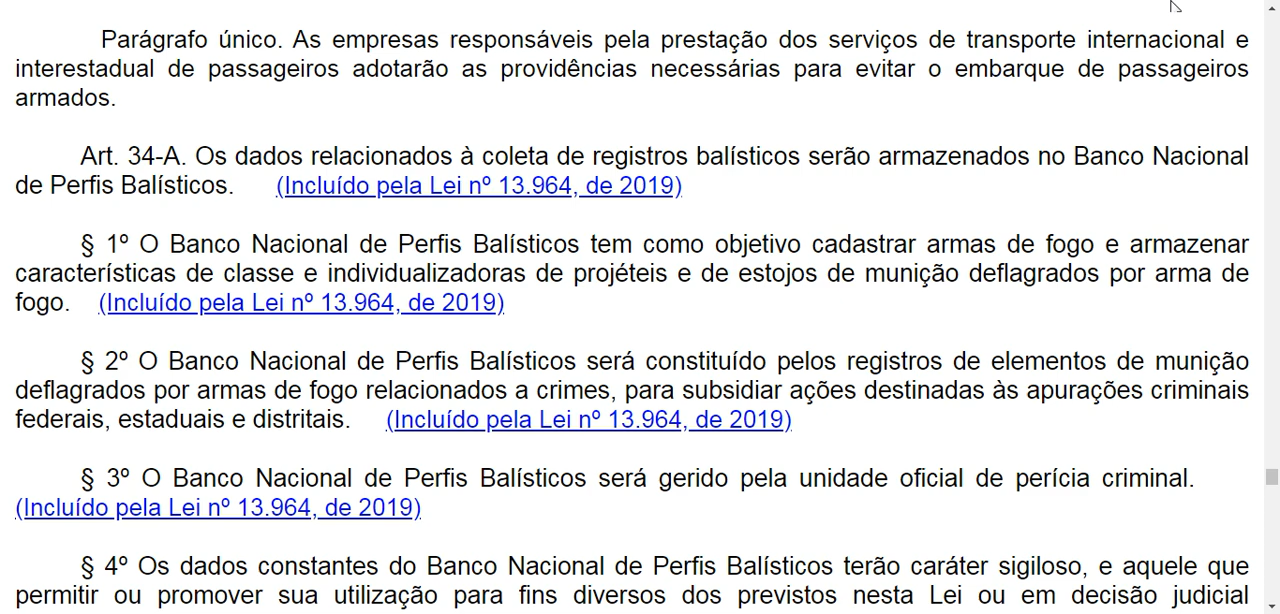 Parágrafo único. As empresas responsáveis pela prestação dos serviços de transporte internacional e
interestadual de passageiros adotarão as providências necessárias para evitar o embarque de passageiros
armados.
Art. 34-A. Os dados relacionados à coleta de registros balísticos serão armazenados no Banco Nacional
de Perfis Balísticos. (Incluído pela Lei nº 13.964, de 2019)
§ 1º O Banco Nacional de Perfis Balísticos tem como objetivo cadastrar armas de fogo e armazenar
características de classe e individualizadoras de projéteis e de estojos de munição deflagrados por arma de
fogo. (Incluído pela Lei nº 13.964, de 2019)
§ 2º O Banco Nacional de Perfis Balísticos será constituído pelos registros de elementos de munição
deflagrados por armas de fogo relacionados a crimes, para subsidiar ações destinadas às apurações criminais
federais, estaduais e distritais. (Incluído pela Lei nº 13.964, de 2019)
§ 3º O Banco Nacional de Perfis Balísticos será gerido pela unidade oficial de perícia criminal.
(Incluído pela Lei nº 13.964, de 2019)
§ 4º Os dados constantes do Banco Nacional de Perfis Balísticos terão caráter sigiloso, e aquele que
permitir ou promover sua utilização para fins diversos dos previstos nesta Lei ou em decisão judicial